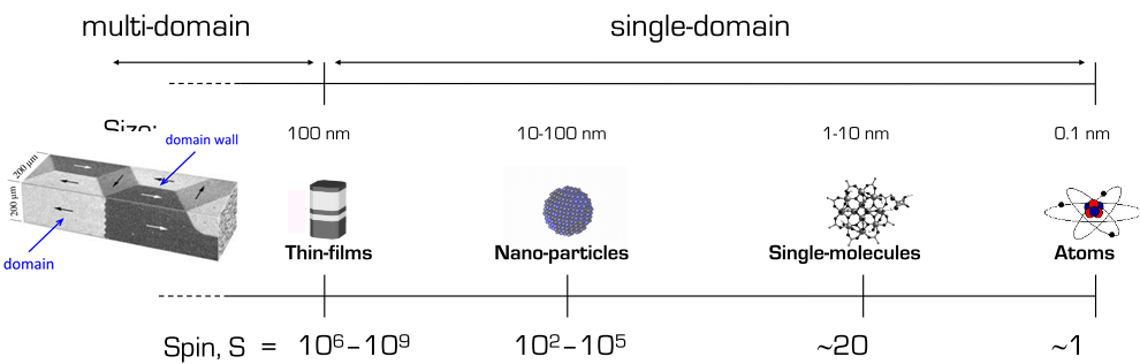 multi-domain single-domain
Size: 100 nm 10-100 nm 1-10 nm 0.1 nm
domain wall
200 μm
200 μm
domain
Thin-films Nano-particles Single-molecules Atoms
Spin, S = 10⁶–10⁹ 10²–10⁵ ~20 ~1